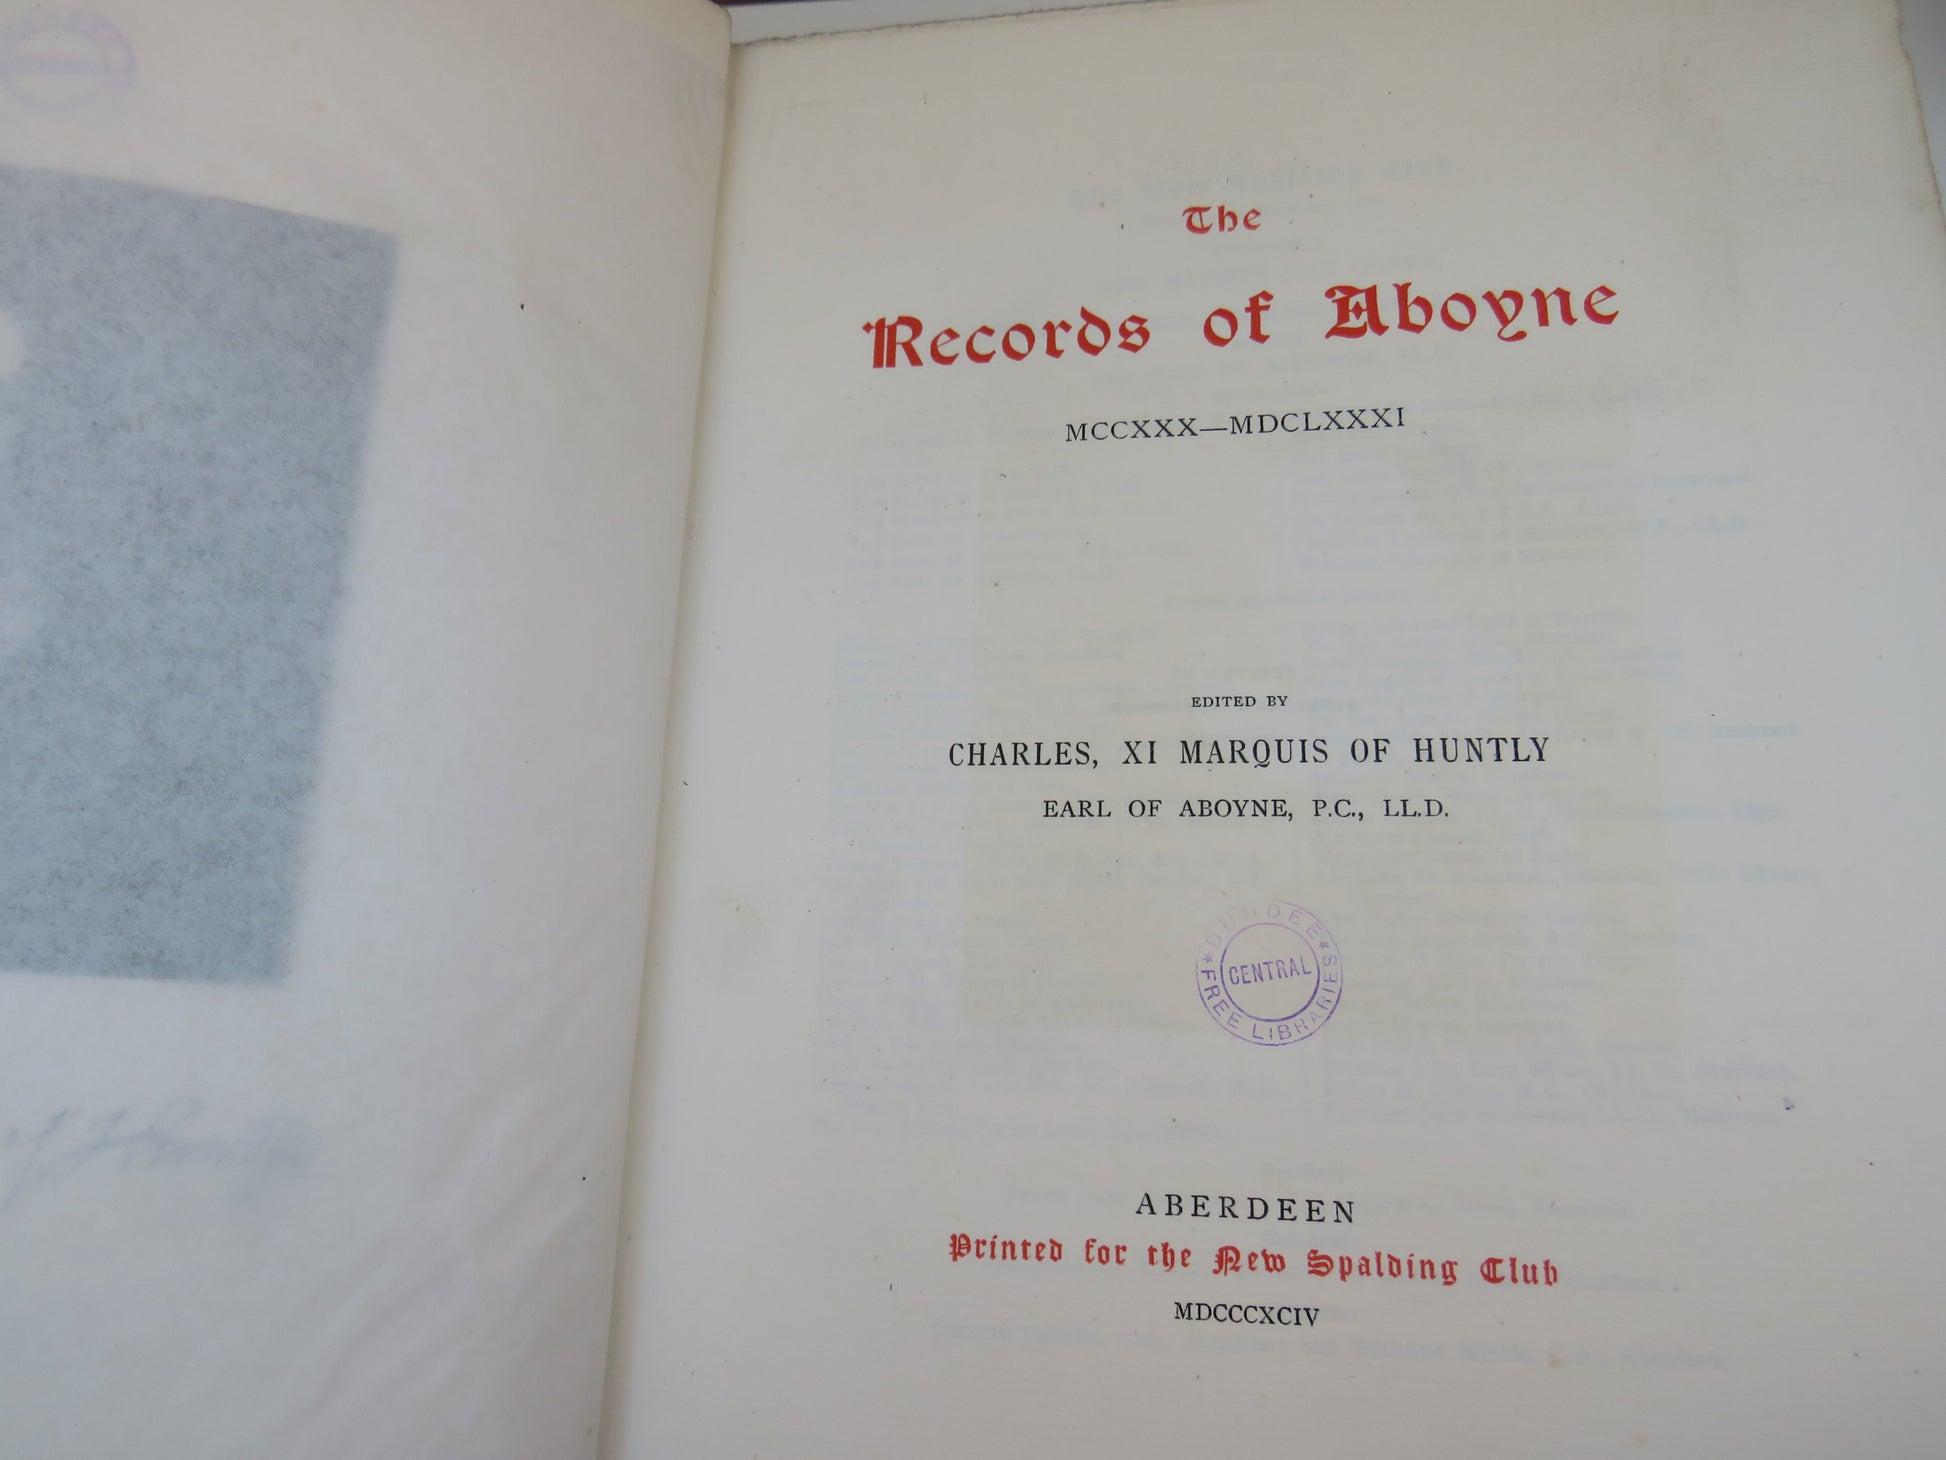 The
Records of Aboyne
MCCXXX—MDCLXXXI
EDITED BY
CHARLES, XI MARQUIS OF HUNTLY
EARL OF ABOYNE, P.C., LL.D.
DUNDEE
CENTRAL
* FREE LIBRARIES *
ABERDEEN
Printed for the New Spalding Club
MDCCCXCIV